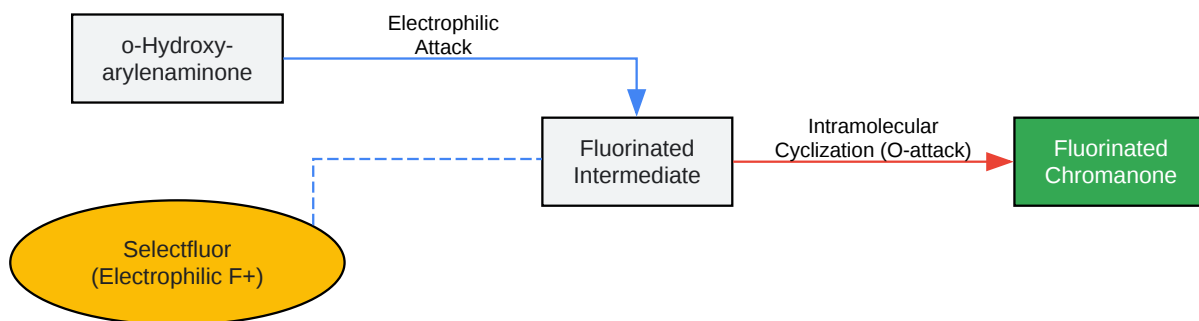 o-Hydroxy-
arylenaminone
Electrophilic
Attack
Fluorinated
Intermediate
Intramolecular
Cyclization (O-attack)
Fluorinated
Chromanone
Selectfluor
(Electrophilic F+)